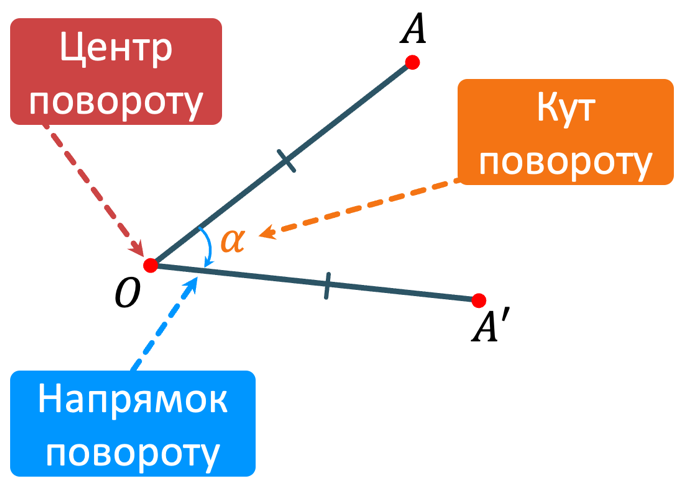 Центр
повороту
A
Кут
повороту
α
O
A′
Напрямок
повороту